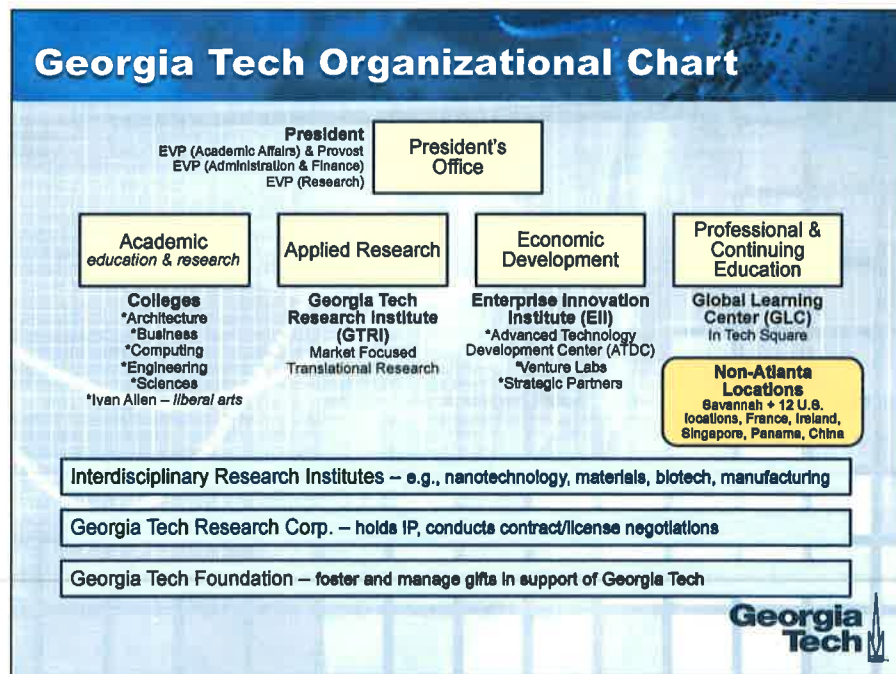 Georgia Tech Organizational Chart
President
EVP (Academic Affairs) & Provost
EVP (Administration & Finance)
EVP (Research)
President's
Office
Academic
education & research
Colleges
*Architecture
*Business
*Computing
*Engineering
*Sciences
*Ivan Allen – liberal arts
Applied Research
Georgia Tech
Research Institute
(GTRI)
Market Focused
Translational Research
Economic
Development
Enterprise Innovation
Institute (EII)
*Advanced Technology
Development Center (ATDC)
*Venture Labs
*Strategic Partners
Professional &
Continuing
Education
Global Learning
Center (GLC)
In Tech Square
Non-Atlanta
Locations
Savannah + 12 U.S.
locations, France, Ireland,
Singapore, Panama, China
Interdisciplinary Research Institutes – e.g., nanotechnology, materials, biotech, manufacturing
Georgia Tech Research Corp. – holds IP, conducts contract/license negotiations
Georgia Tech Foundation – foster and manage gifts in support of Georgia Tech
Georgia
Tech